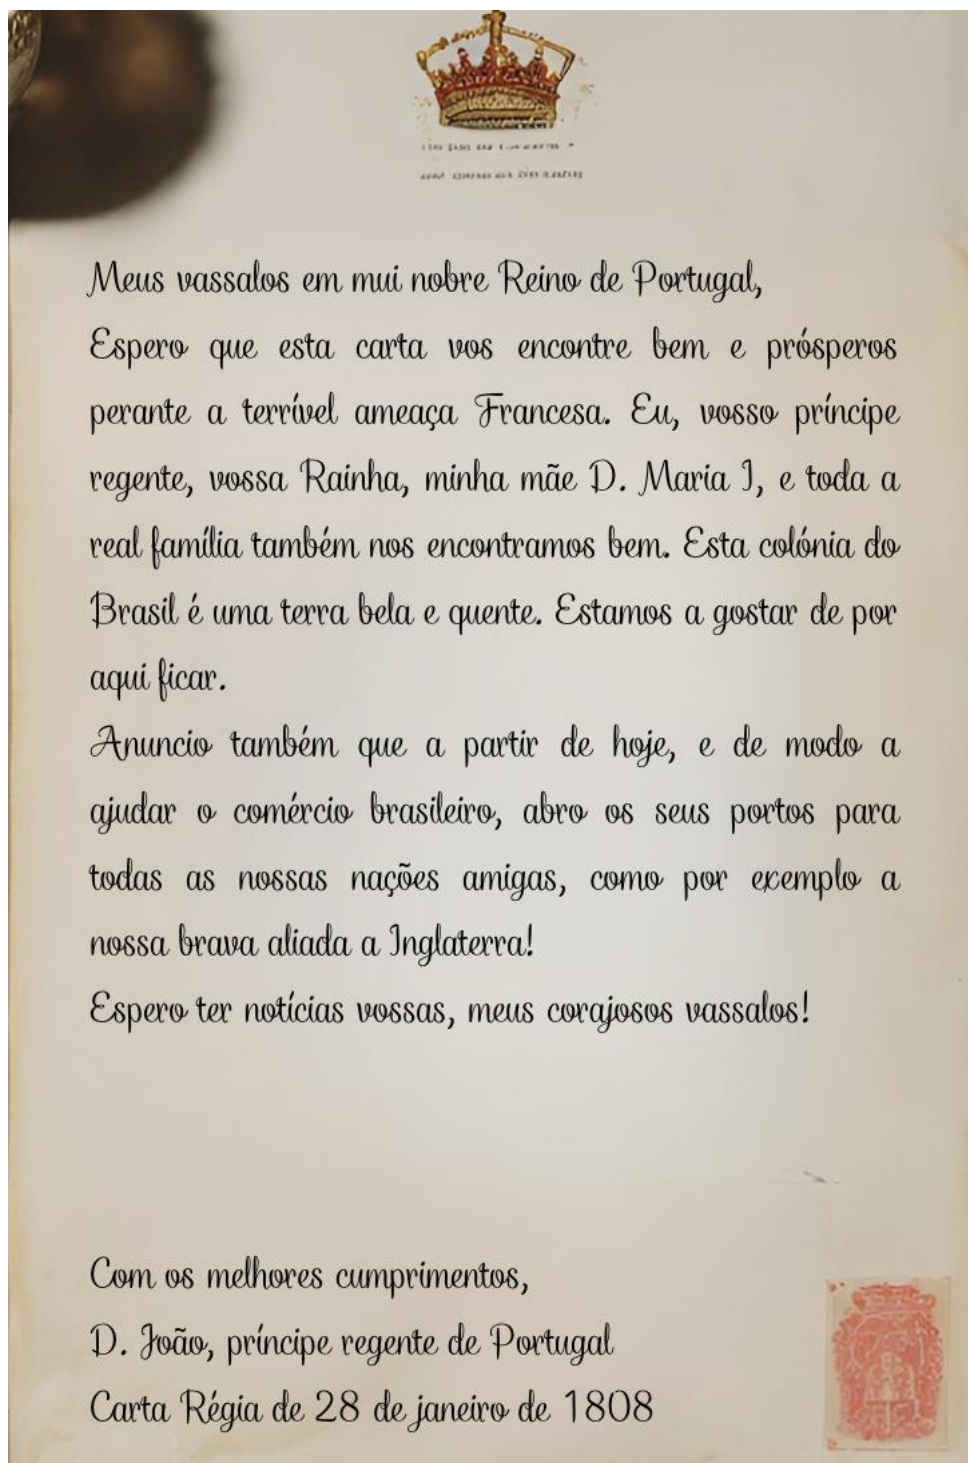 Meus vassalos em mui nobre Reino de Portugal,
Espero que esta carta vos encontre bem e prósperos
perante a terrível ameaça Francesa. Eu, vosso príncipe
regente, vossa Rainha, minha mãe D. Maria I, e toda a
real família também nos encontramos bem. Esta colónia do
Brasil é uma terra bela e quente. Estamos a gostar de por
aqui ficar.
Anuncio também que a partir de hoje, e de modo a
ajudar o comércio brasileiro, abro os seus portos para
todas as nossas nações amigas, como por exemplo a
nossa brava aliada a Inglaterra!
Espero ter notícias vossas, meus corajosos vassalos!
Com os melhores cumprimentos,
D. João, príncipe regente de Portugal
Carta Régia de 28 de janeiro de 1808